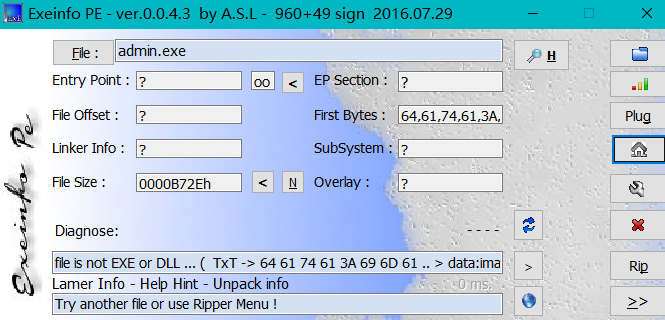 Exeinfo PE - ver.0.0.4.3 by A.S.L - 960+49 sign 2016.07.29
File : admin.exe H
Entry Point : ? oo < EP Section : ?
File Offset : ? First Bytes : 64,61,74,61,3A, Plug
Linker Info : ? SubSystem : ?
File Size : 0000B72Eh < N Overlay : ?
Diagnose: ----
file is not EXE or DLL ... ( TxT -> 64 61 74 61 3A 69 6D 61 .. > data:ima > Rip
Lamer Info - Help Hint - Unpack info 0 ms.
Try another file or use Ripper Menu ! >>
Exeinfo Pe